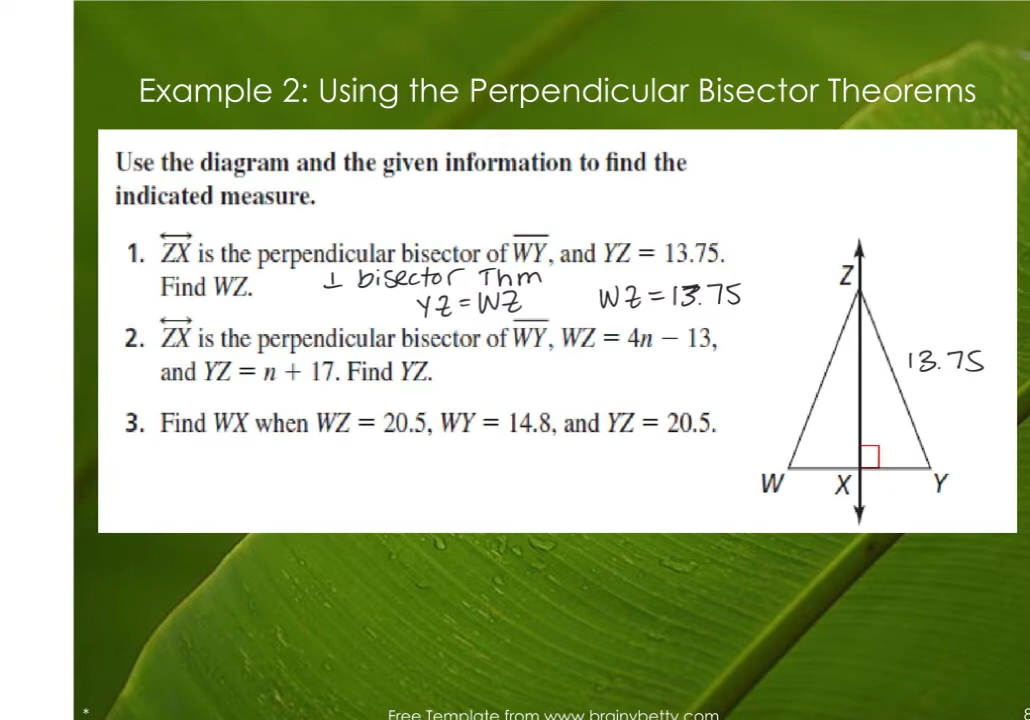 Example 2: Using the Perpendicular Bisector Theorems
Use the diagram and the given information to find the
indicated measure.
1. ZX is the perpendicular bisector of WY, and YZ = 13.75.
Find WZ. ⊥ bisector Thm
YZ = WZ WZ = 13.75
2. ZX is the perpendicular bisector of WY, WZ = 4n − 13,
and YZ = n + 17. Find YZ.
3. Find WX when WZ = 20.5, WY = 14.8, and YZ = 20.5.
Z
13.75
W X Y
* Free Template from www.brainybetty.com 8